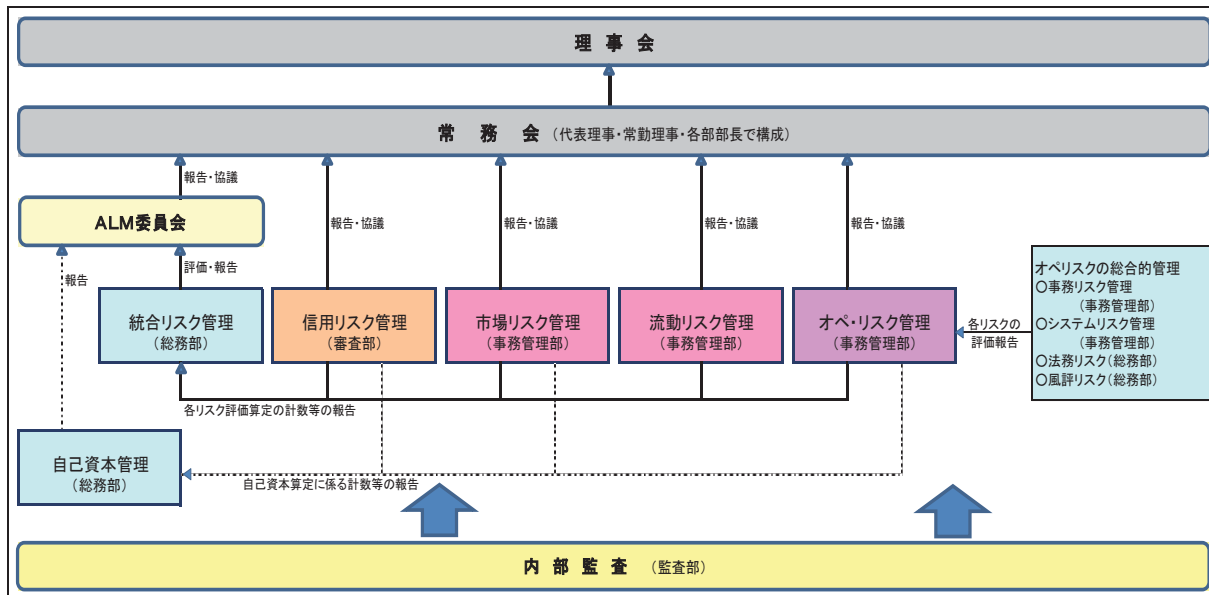 理事会
常務会（代表理事・常勤理事・各部部長で構成）
報告・協議
ALM委員会
報告・協議
報告・協議
報告・協議
報告・協議
評価・報告
報告
統合リスク管理
（総務部）
信用リスク管理
（審査部）
市場リスク管理
（事務管理部）
流動リスク管理
（事務管理部）
オペ・リスク管理
（事務管理部）
各リスクの
評価報告
オペリスクの総合的管理
〇事務リスク管理
（事務管理部）
〇システムリスク管理
（事務管理部）
〇法務リスク（総務部）
〇風評リスク（総務部）
各リスク評価算定の計数等の報告
自己資本管理
（総務部）
自己資本算定に係る計数等の報告
内部監査（監査部）